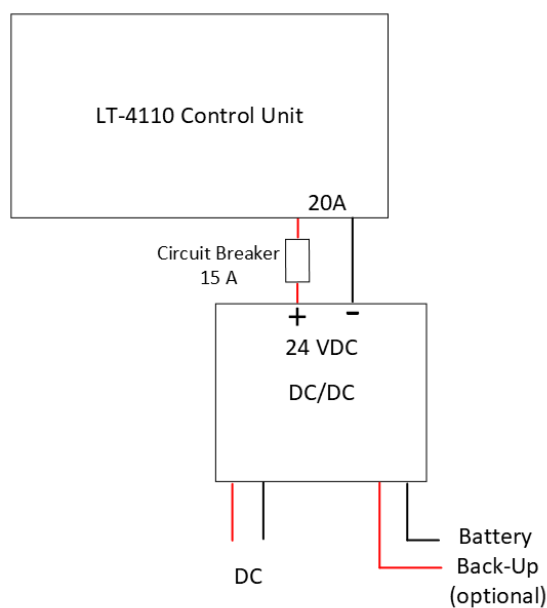 LT-4110 Control Unit
20A
Circuit Breaker
15 A
+ -
24 VDC
DC/DC
Battery
Back-Up
(optional)
DC